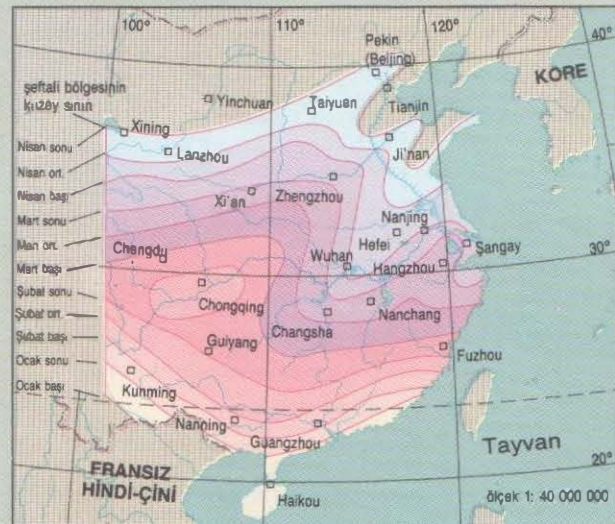 100°
110°
120°
40°
Pekin
(Beijing)
KORE
şeftali bölgesinin
kuzey sınırı
Yinchuan
Taiyuan
Tianjin
Xining
Nisan sonu
Lanzhou
Ji'nan
Nisan ort.
Zhengzhou
Nisan başı
Xi'an
Mart sonu
Nanjing
Hefei
Şangay
Mart ort.
Chengdu
Wuhan
Hangzhou
30°
Mart başı
Şubat sonu
Chongqing
Nanchang
Şubat ort.
Changsha
Şubat başı
Guiyang
Fuzhou
Ocak sonu
Ocak başı
Kunming
Nanning
Guangzhou
Tayvan
FRANSIZ
HİNDİ-ÇİNİ
20°
Haikou
ölçek 1: 40 000 000